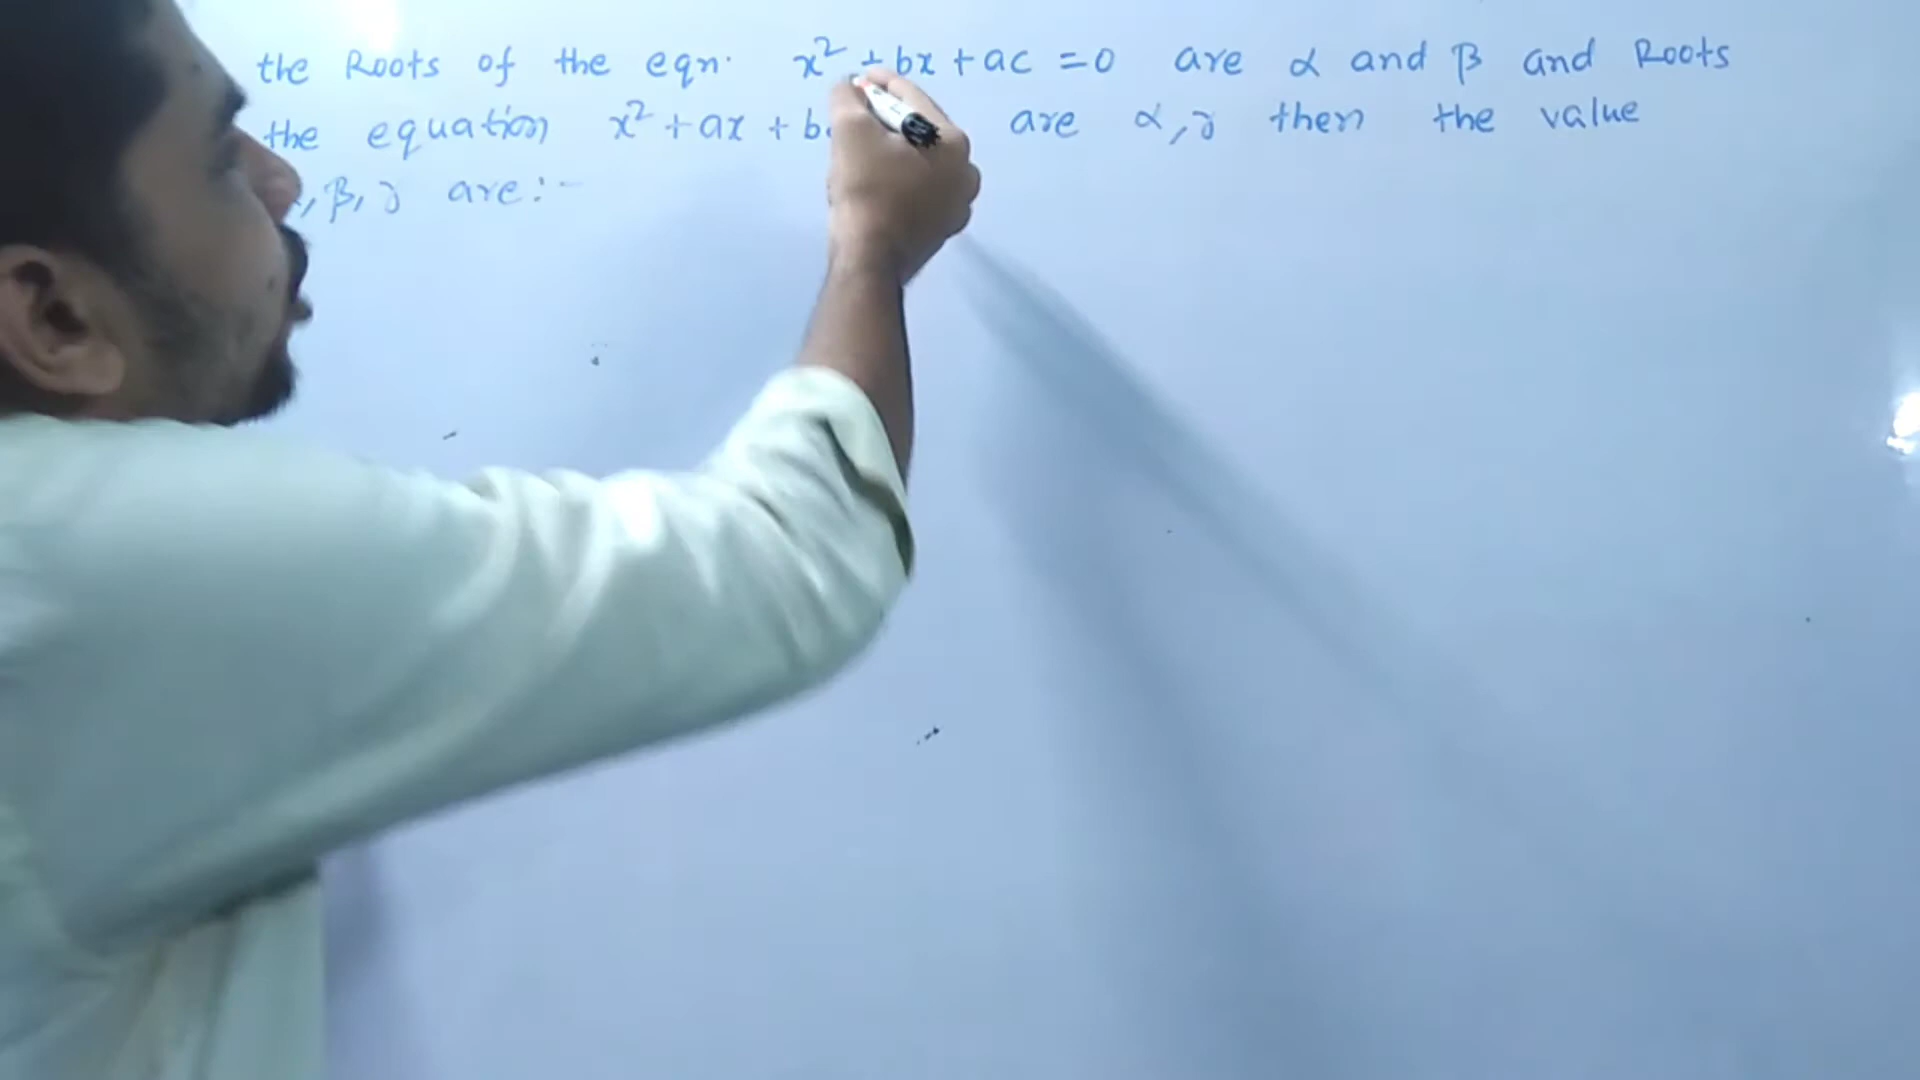 the Roots of the eqn. x² + bx + ac = 0 are α and β and Roots
the equation x² + ax + b are α, γ then the value
, β, γ are :-